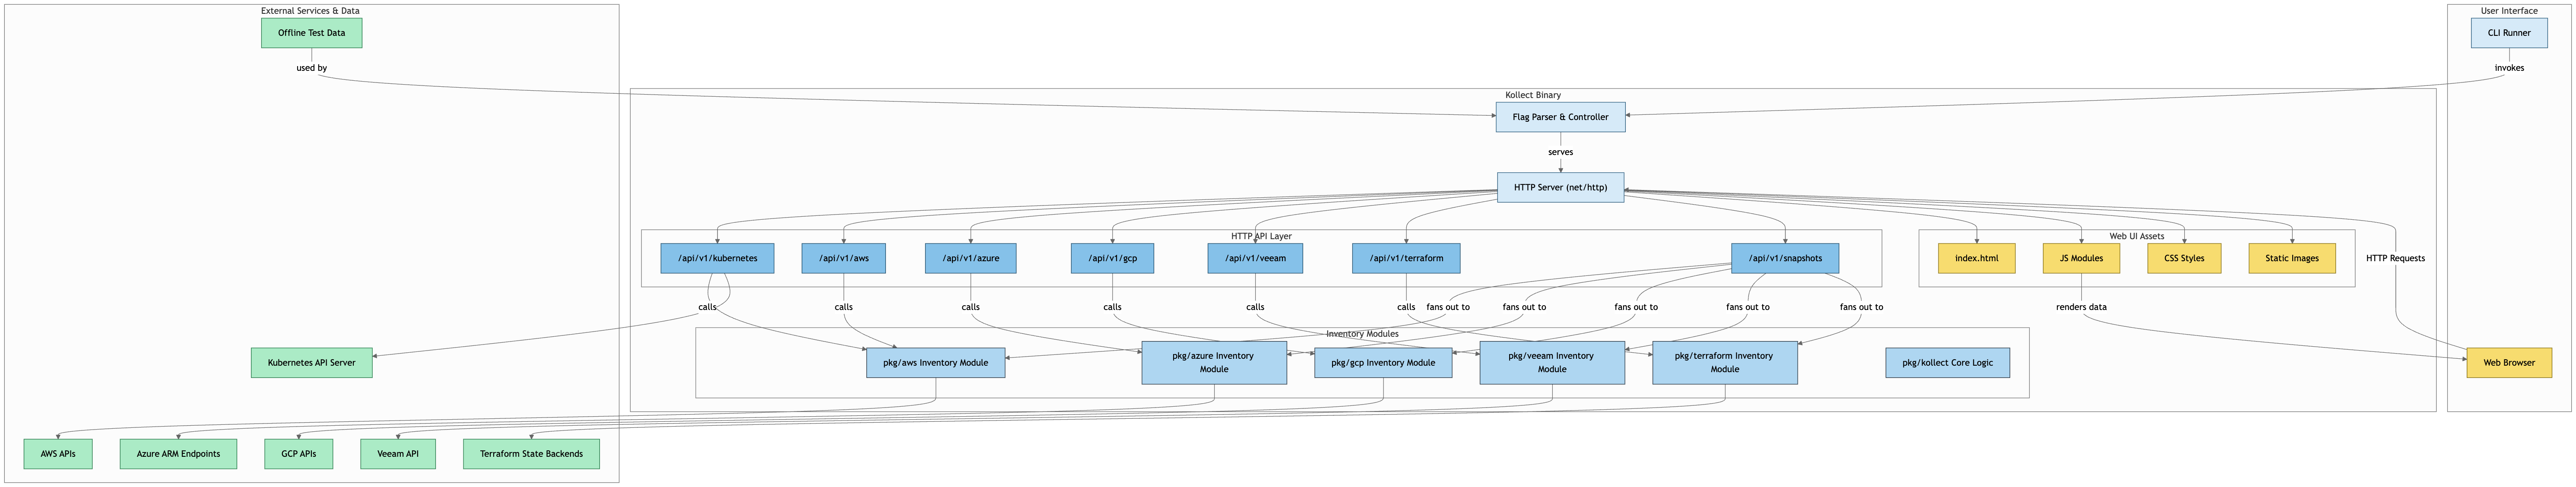 External Services & Data
User Interface
Offline Test Data
CLI Runner
used by
invokes
Kollect Binary
Flag Parser & Controller
serves
HTTP Server (net/http)
HTTP API Layer
Web UI Assets
/api/v1/kubernetes
/api/v1/aws
/api/v1/azure
/api/v1/gcp
/api/v1/veeam
/api/v1/terraform
/api/v1/snapshots
index.html
JS Modules
CSS Styles
Static Images
HTTP Requests
calls
calls
calls
calls
calls
fans out to
calls
fans out to
fans out to
fans out to
fans out to
renders data
Inventory Modules
Kubernetes API Server
pkg/aws Inventory Module
pkg/azure Inventory
Module
pkg/gcp Inventory Module
pkg/veeam Inventory
Module
pkg/terraform Inventory
Module
pkg/kollect Core Logic
Web Browser
AWS APIs
Azure ARM Endpoints
GCP APIs
Veeam API
Terraform State Backends